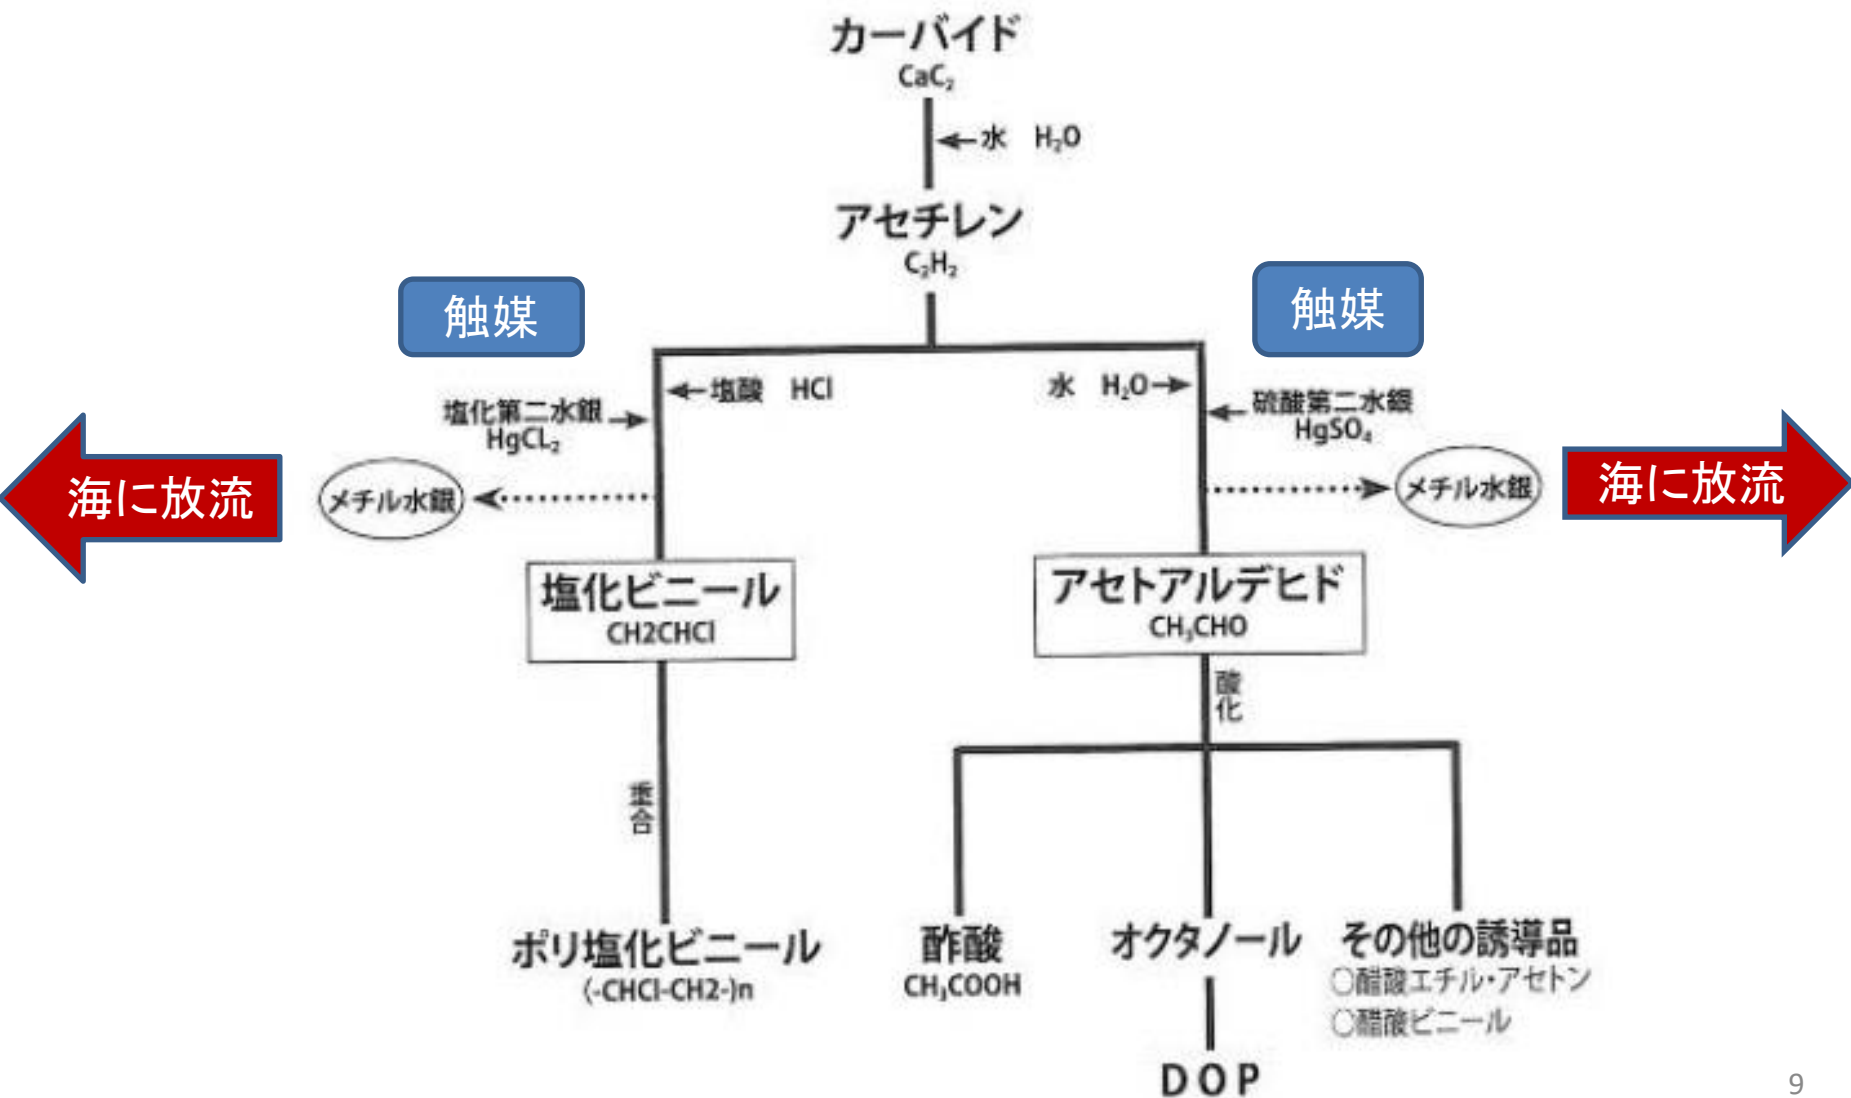 カーバイド
CaC₂
水 H₂O
アセチレン
C₂H₂
触媒
触媒
塩酸 HCl
水 H₂O
塩化第二水銀
HgCL₂
硫酸第二水銀
HgSO₄
海に放流
メチル水銀
メチル水銀
海に放流
塩化ビニール
CH2CHCl
アセトアルデヒド
CH₃CHO
酸化
重合
ポリ塩化ビニール
(-CHCl-CH2-)n
酢酸
CH₃COOH
オクタノール
その他の誘導品
○醋酸エチル・アセトン
○醋酸ビニール
DOP
9